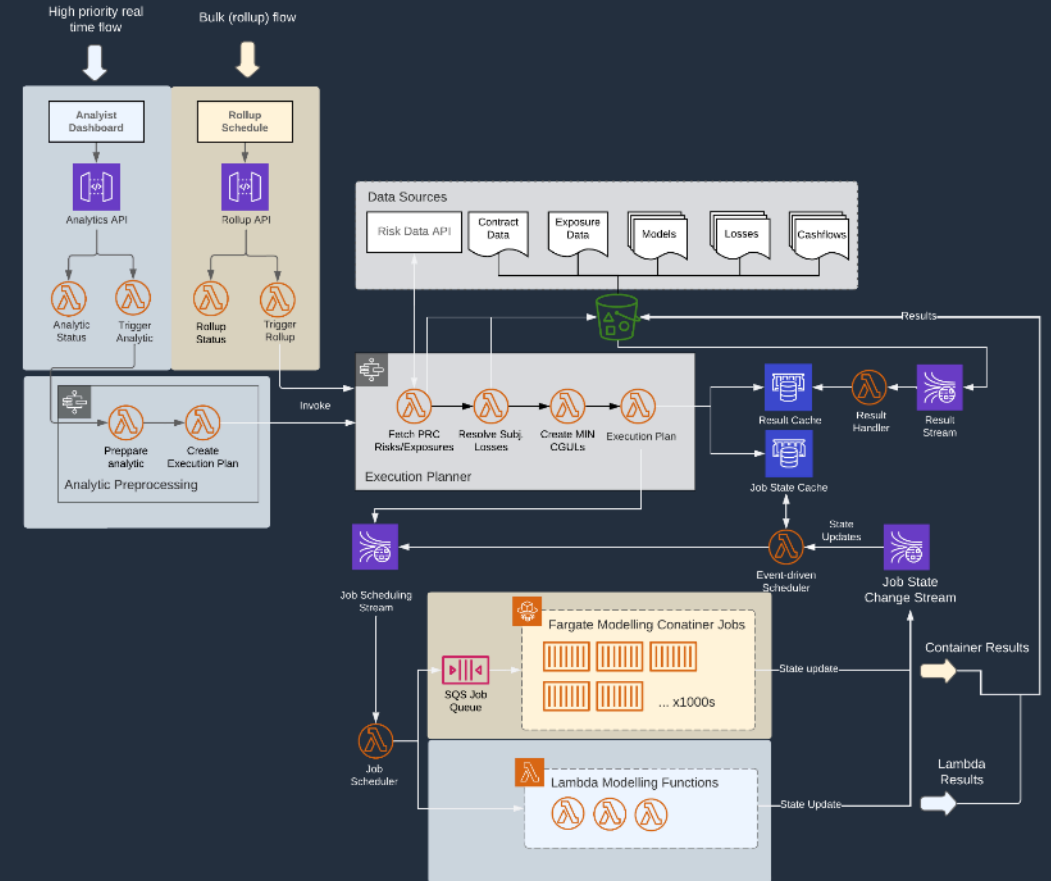 High priority real
time flow
Bulk (rollup) flow
Analyist
Dashboard
Rollup
Schedule
Analytics API
Rollup API
Analytic
Status
Trigger
Analytic
Rollup
Status
Trigger
Rollup
Data Sources
Risk Data API
Contract
Data
Exposure
Data
Models
Losses
Cashflows
Results
Invoke
Preppare
analytic
Create
Execution Plan
Analytic Preprocessing
Fetch PRC
Risks/Exposures
Resolve Subj.
Losses
Create MIN
CGULs
Execution Plan
Execution Planner
Result Cache
Result
Handler
Result
Stream
Job State Cache
State
Updates
Event-driven
Scheduler
Job State
Change Stream
Job Scheduling
Stream
Fargate Modelling Conatiner Jobs
... x1000s
SQS Job
Queue
State update
Container Results
Job
Scheduler
Lambda Modelling Functions
State Update
Lambda
Results